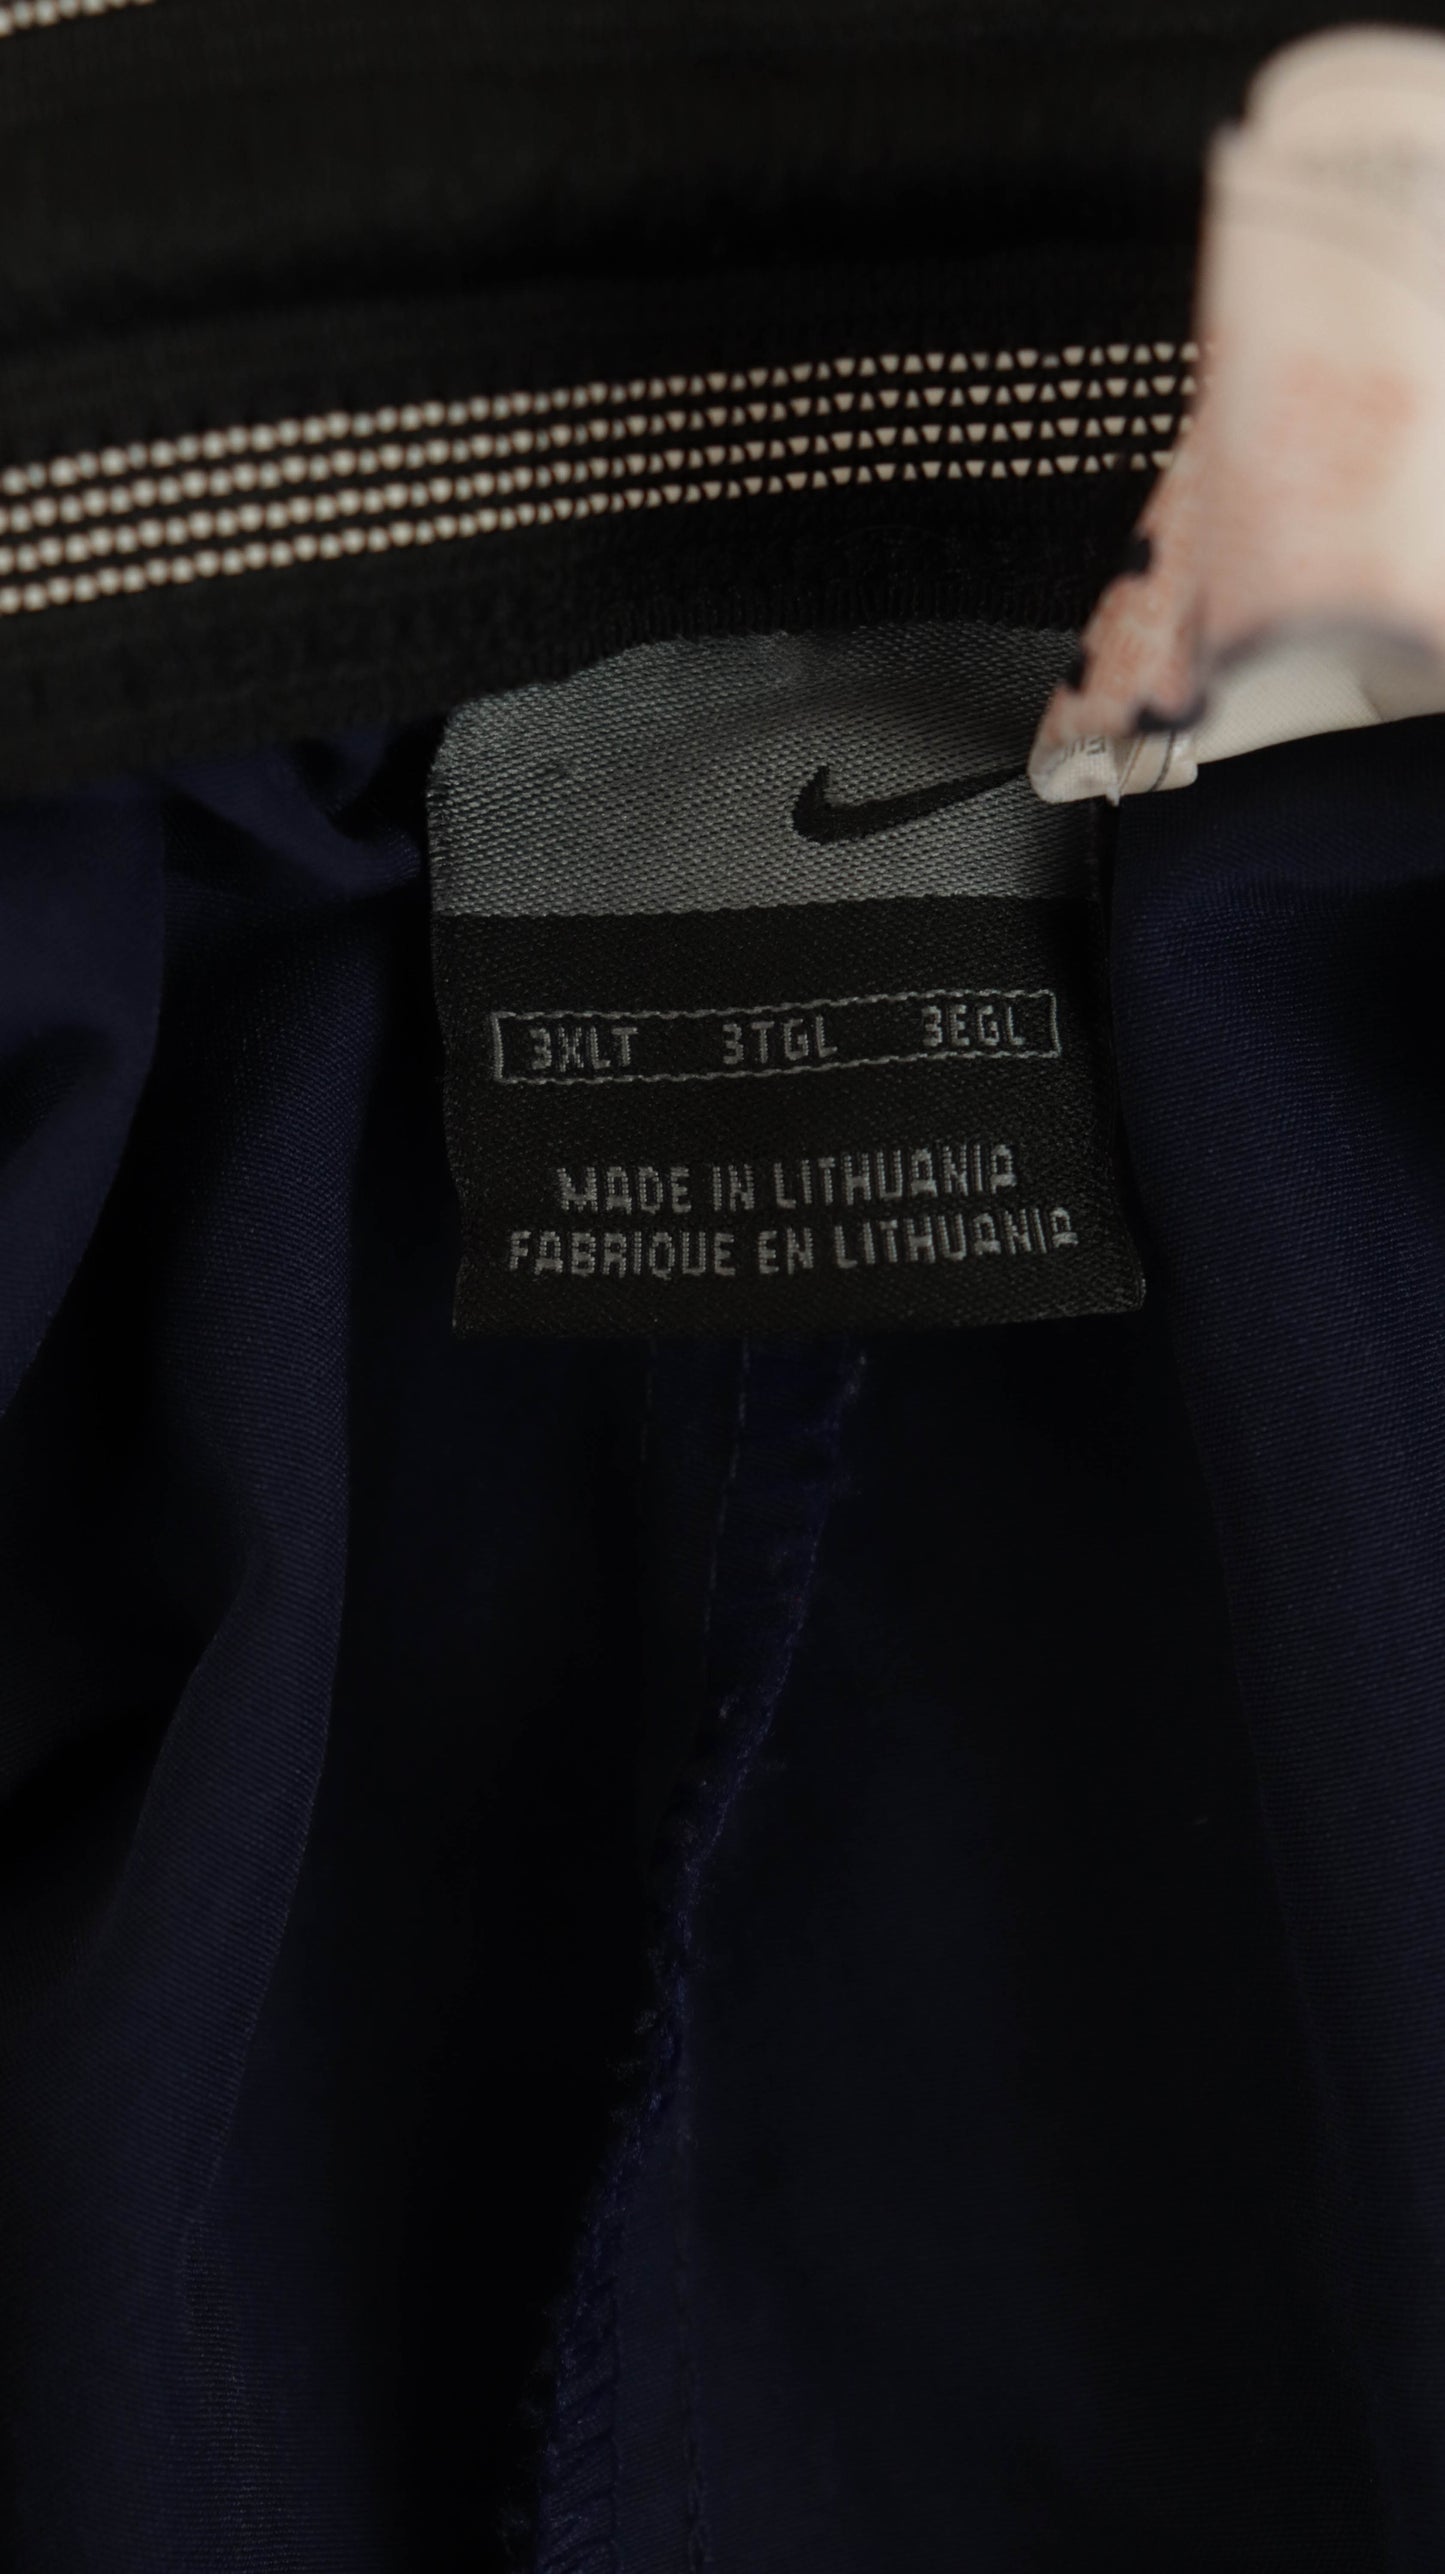 3XLT 3TGL 3EGL
MADE IN LITHUANIA
FABRIQUE EN LITHUANIA